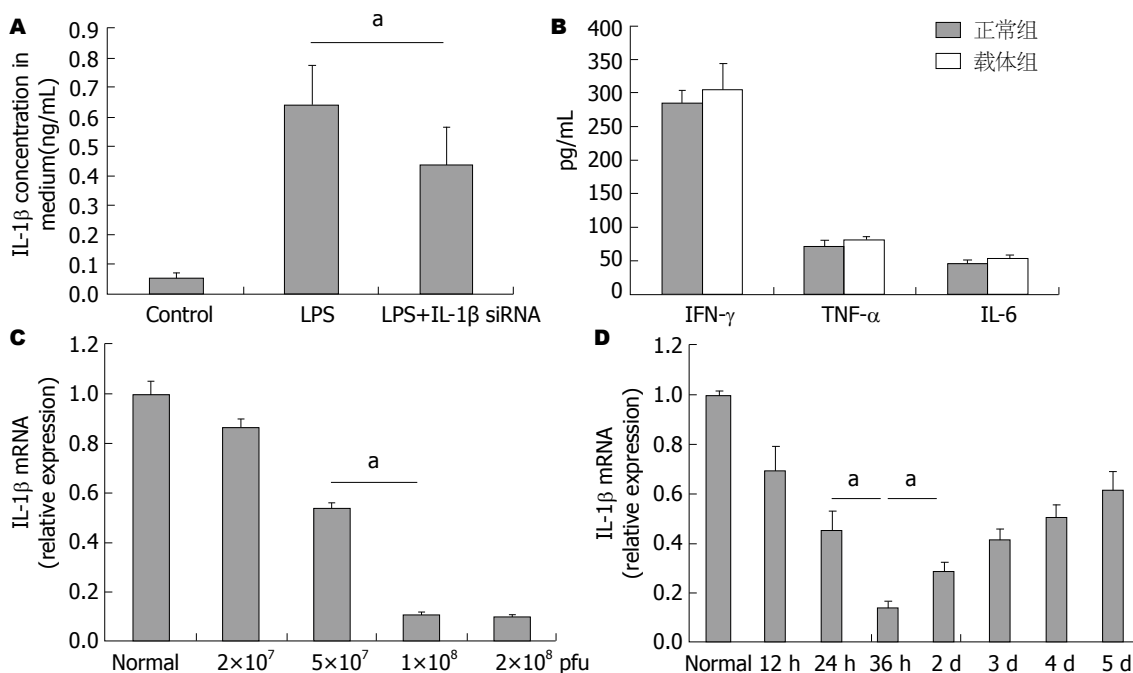 A
IL-1β concentration in
medium(ng/mL)
0.9
0.8
0.7
0.6
0.5
0.4
0.3
0.2
0.1
0.0
a
Control LPS LPS+IL-1β siRNA
B
pg/mL
400
350
300
250
200
150
100
50
0
正常组
载体组
IFN-γ TNF-α IL-6
C
IL-1β mRNA
(relative expression)
1.2
1.0
0.8
0.6
0.4
0.2
0.0
a
Normal 2×10⁷ 5×10⁷ 1×10⁸ 2×10⁸ pfu
D
IL-1β mRNA
(relative expression)
1.2
1.0
0.8
0.6
0.4
0.2
0.0
a a
Normal 12 h 24 h 36 h 2 d 3 d 4 d 5 d